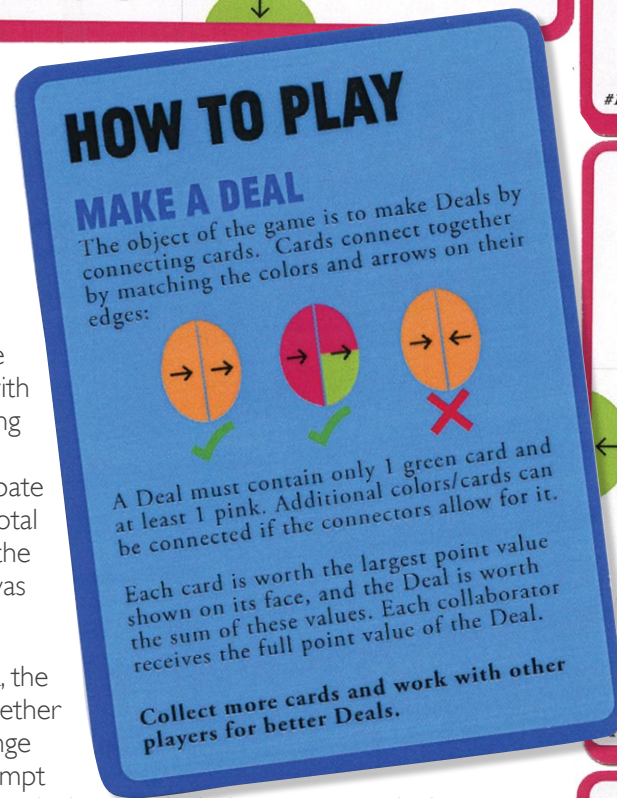 HOW TO PLAY
MAKE A DEAL
The object of the game is to make Deals by
connecting cards. Cards connect together
by matching the colors and arrows on their
edges:
A Deal must contain only 1 green card and
at least 1 pink. Additional colors/cards can
be connected if the connectors allow for it.
Each card is worth the largest point value
shown on its face, and the Deal is worth
the sum of these values. Each collaborator
receives the full point value of the Deal.
Collect more cards and work with other
players for better Deals.